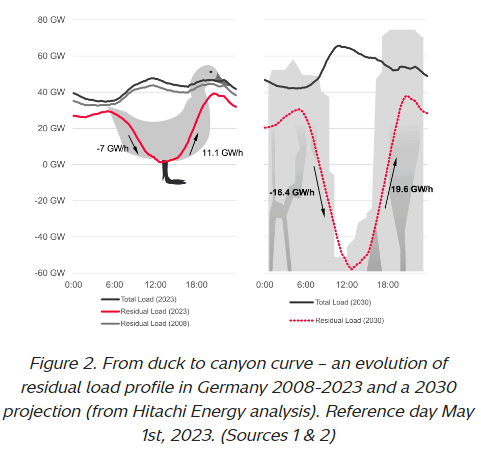 80 GW
60 GW
40 GW
20 GW
0 GW
-20 GW
-40 GW
-60 GW
-7 GW/h
11.1 GW/h
0:00 6:00 12:00 18:00
Total Load (2023)
Residual Load (2023)
Residual Load (2008)
-16.4 GW/h
19.6 GW/h
0:00 6:00 12:00 18:00
Total Load (2030)
Residual Load (2030)
Figure 2. From duck to canyon curve – an evolution of
residual load profile in Germany 2008-2023 and a 2030
projection (from Hitachi Energy analysis). Reference day May
1st, 2023. (Sources 1 & 2)